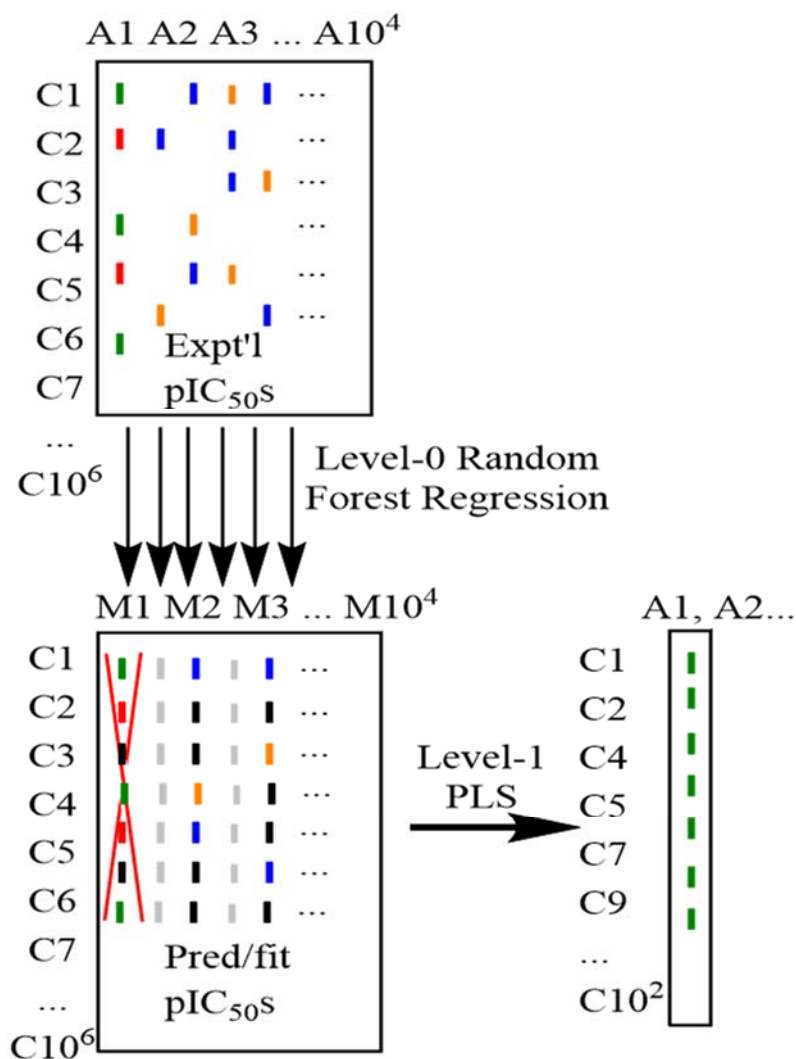 A1 A2 A3 ... A10⁴
C1
C2
C3
C4
C5
C6
C7
...
C10⁶
...
...
...
...
...
...
Expt'l
pIC₅₀s
Level-0 Random
Forest Regression
M1 M2 M3 ... M10⁴
C1
C2
C3
C4
C5
C6
C7
...
C10⁶
...
...
...
...
...
...
...
Pred/fit
pIC₅₀s
Level-1
PLS
A1, A2...
C1
C2
C4
C5
C7
C9
...
C10²